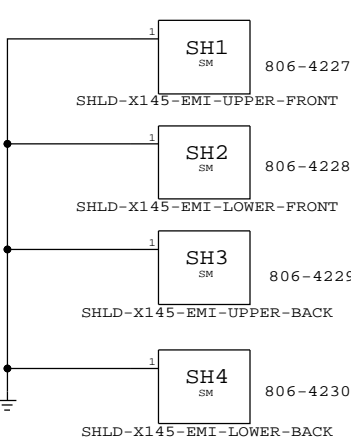 1
SH1
SM
806-4227
SHLD-X145-EMI-UPPER-FRONT
1
SH2
SM
806-4228
SHLD-X145-EMI-LOWER-FRONT
1
SH3
SM
806-4229
SHLD-X145-EMI-UPPER-BACK
1
SH4
SM
806-4230
SHLD-X145-EMI-LOWER-BACK